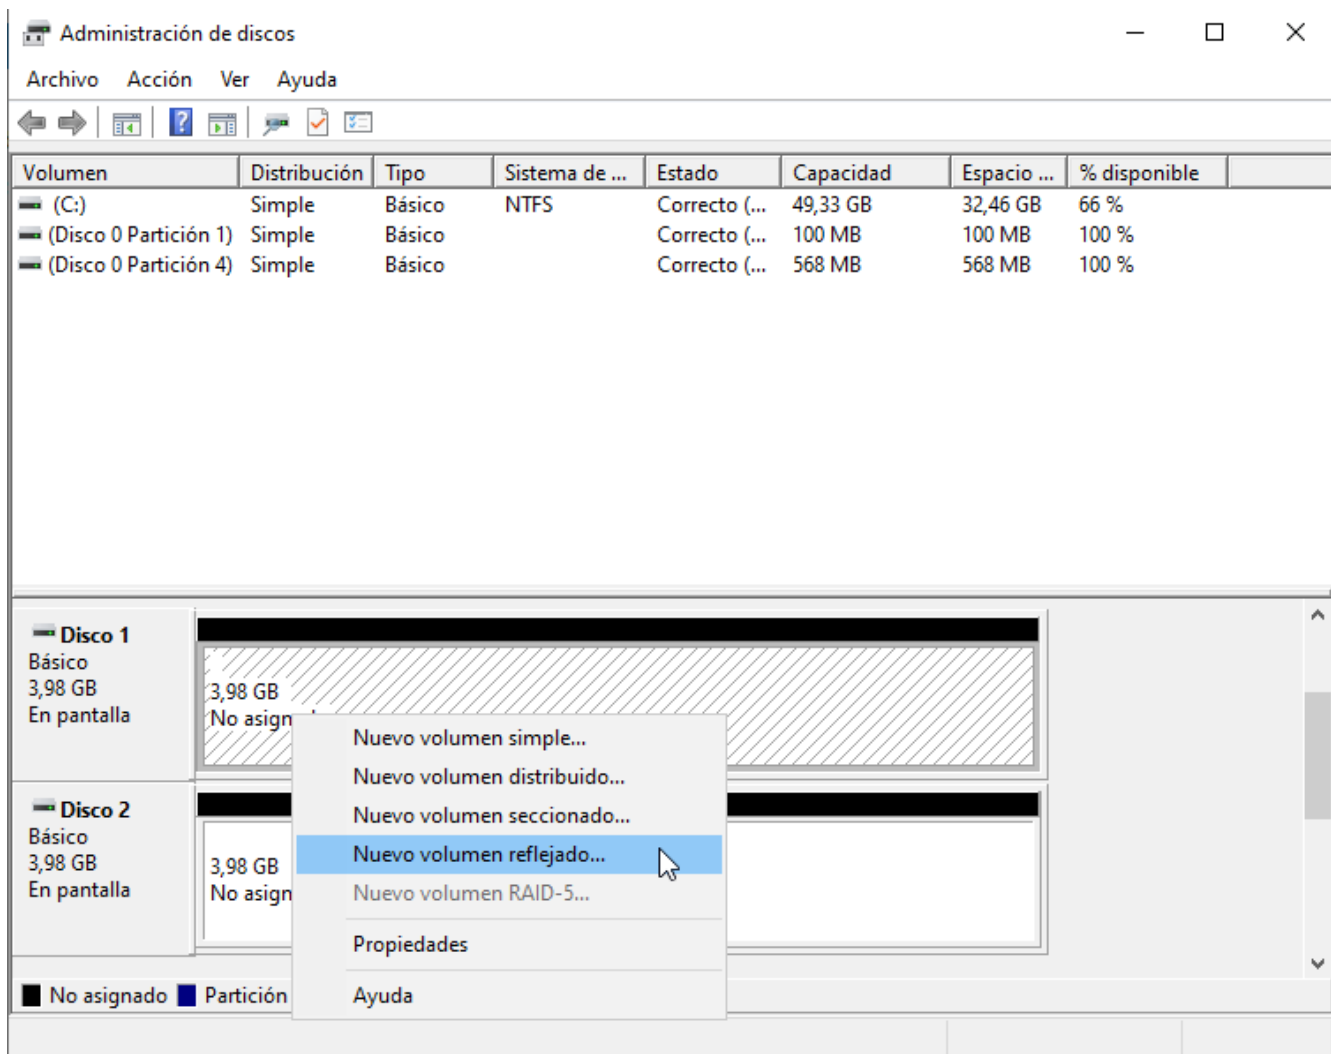 Administración de discos
Archivo Acción Ver Ayuda
Volumen Distribución Tipo Sistema de ... Estado Capacidad Espacio ... % disponible
(C:) Simple Básico NTFS Correcto (... 49,33 GB 32,46 GB 66 %
(Disco 0 Partición 1) Simple Básico Correcto (... 100 MB 100 MB 100 %
(Disco 0 Partición 4) Simple Básico Correcto (... 568 MB 568 MB 100 %
Disco 1
Básico
3,98 GB
En pantalla
3,98 GB
No asign
Nuevo volumen simple...
Nuevo volumen distribuido...
Nuevo volumen seccionado...
Nuevo volumen reflejado...
Nuevo volumen RAID-5...
Propiedades
Ayuda
Disco 2
Básico
3,98 GB
En pantalla
3,98 GB
No asign
No asignado Partición